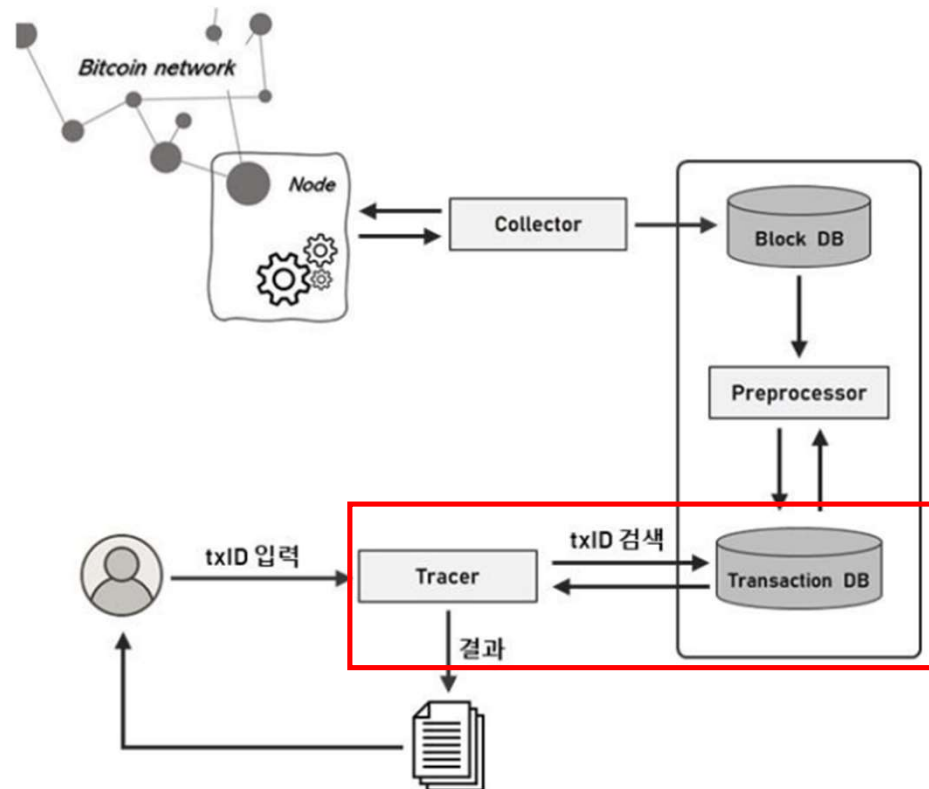 Bitcoin network
Node
Collector
Block DB
Preprocessor
txID 입력
Tracer
txID 검색
Transaction DB
결과